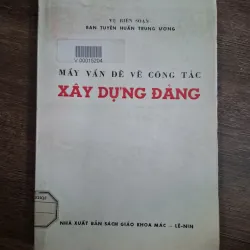 VỤ BIÊN SOẠN
BAN TUYÊN HUẤN TRUNG ƯƠNG
V 00015204
MẤY VẤN ĐỀ VỀ CÔNG TÁC
XÂY DỰNG ĐẢNG
NHÀ XUẤT BẢN SÁCH GIÁO KHOA MÁC – LÊ-NIN